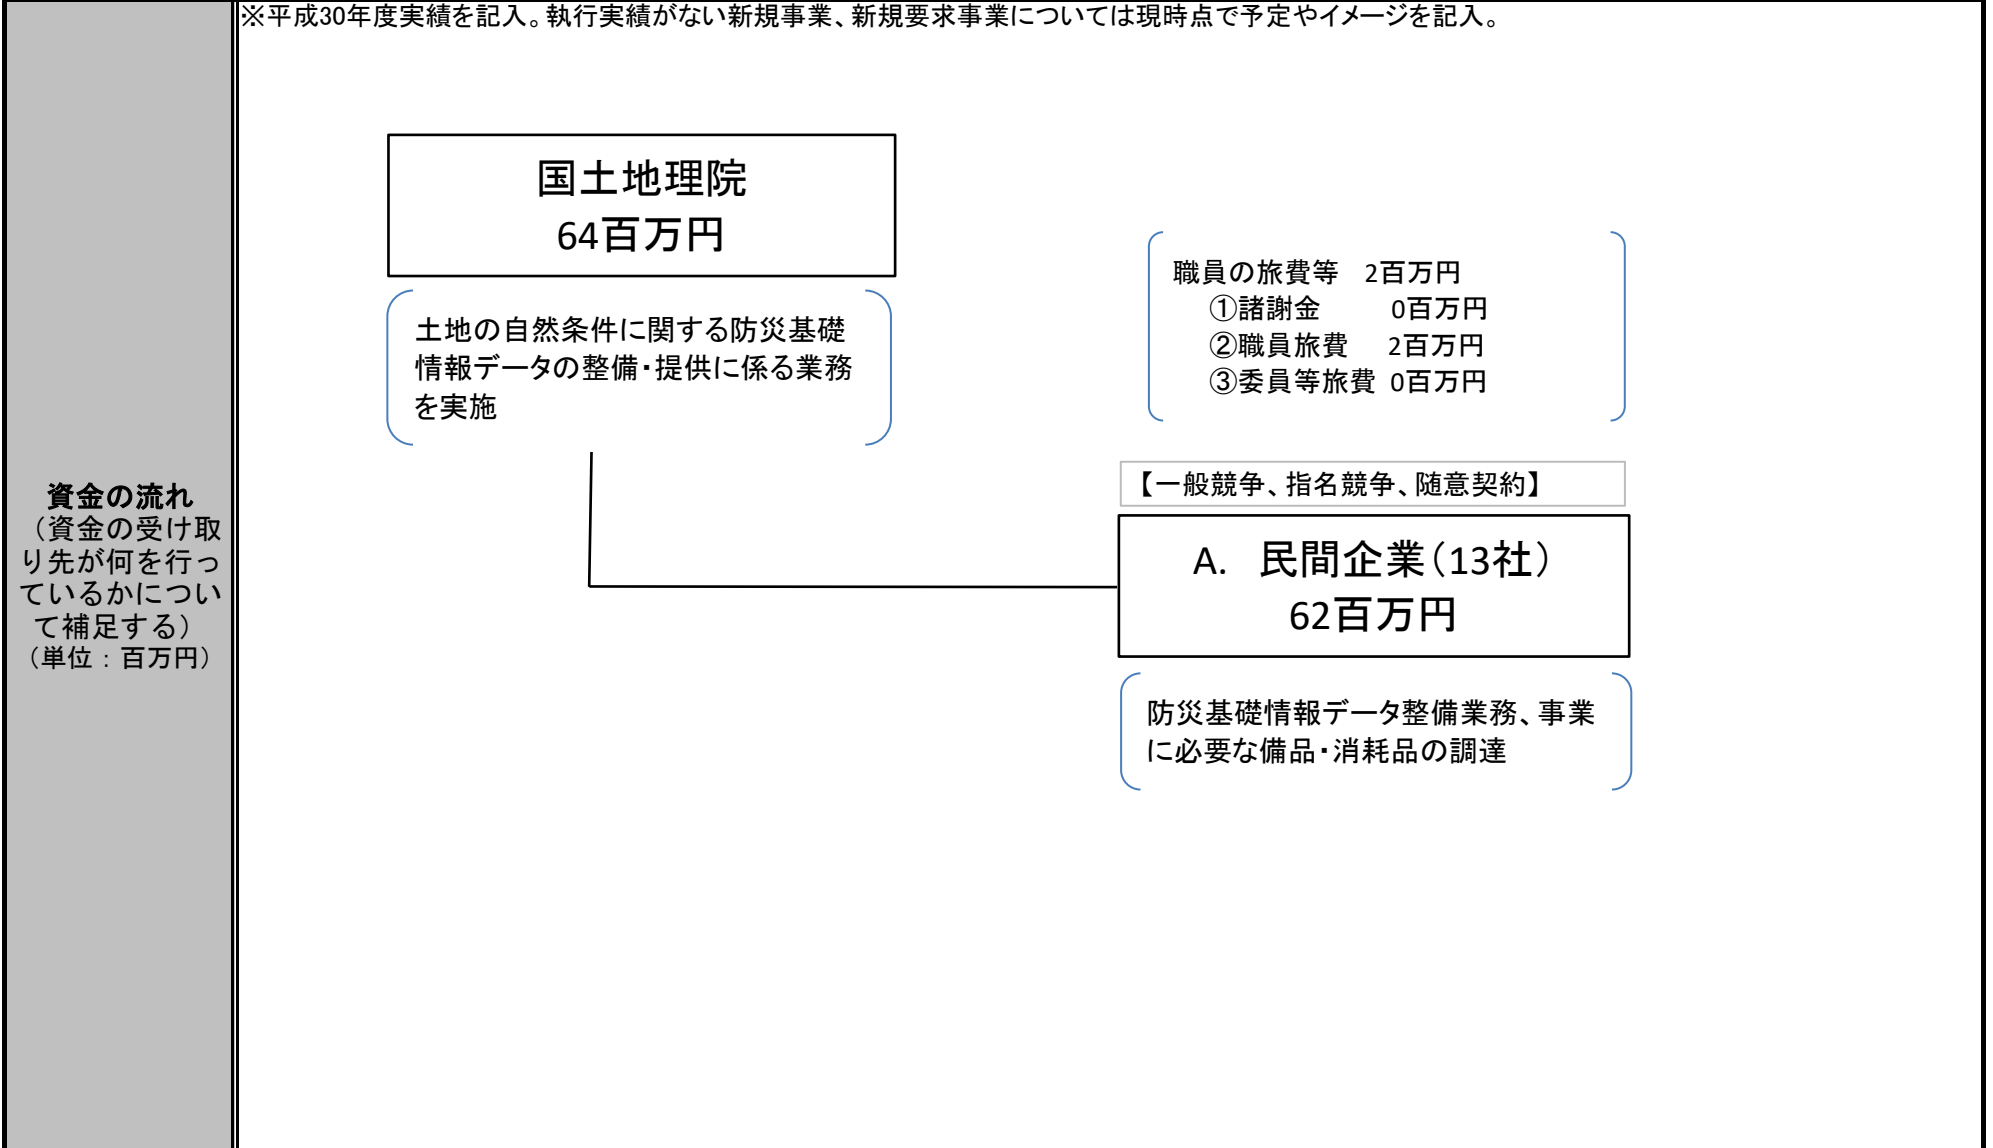 ※平成30年度実績を記入。執行実績がない新規事業、新規要求事業については現時点で予定やイメージを記入。
資金の流れ
（資金の受け取
り先が何を行っ
ているかについ
て補足する）
（単位：百万円）
国土地理院
64百万円
土地の自然条件に関する防災基礎
情報データの整備・提供に係る業務
を実施
職員の旅費等　2百万円
①諸謝金　　　0百万円
②職員旅費　 2百万円
③委員等旅費 0百万円
【一般競争、指名競争、随意契約】
A.　民間企業（13社）
62百万円
防災基礎情報データ整備業務、事業
に必要な備品・消耗品の調達